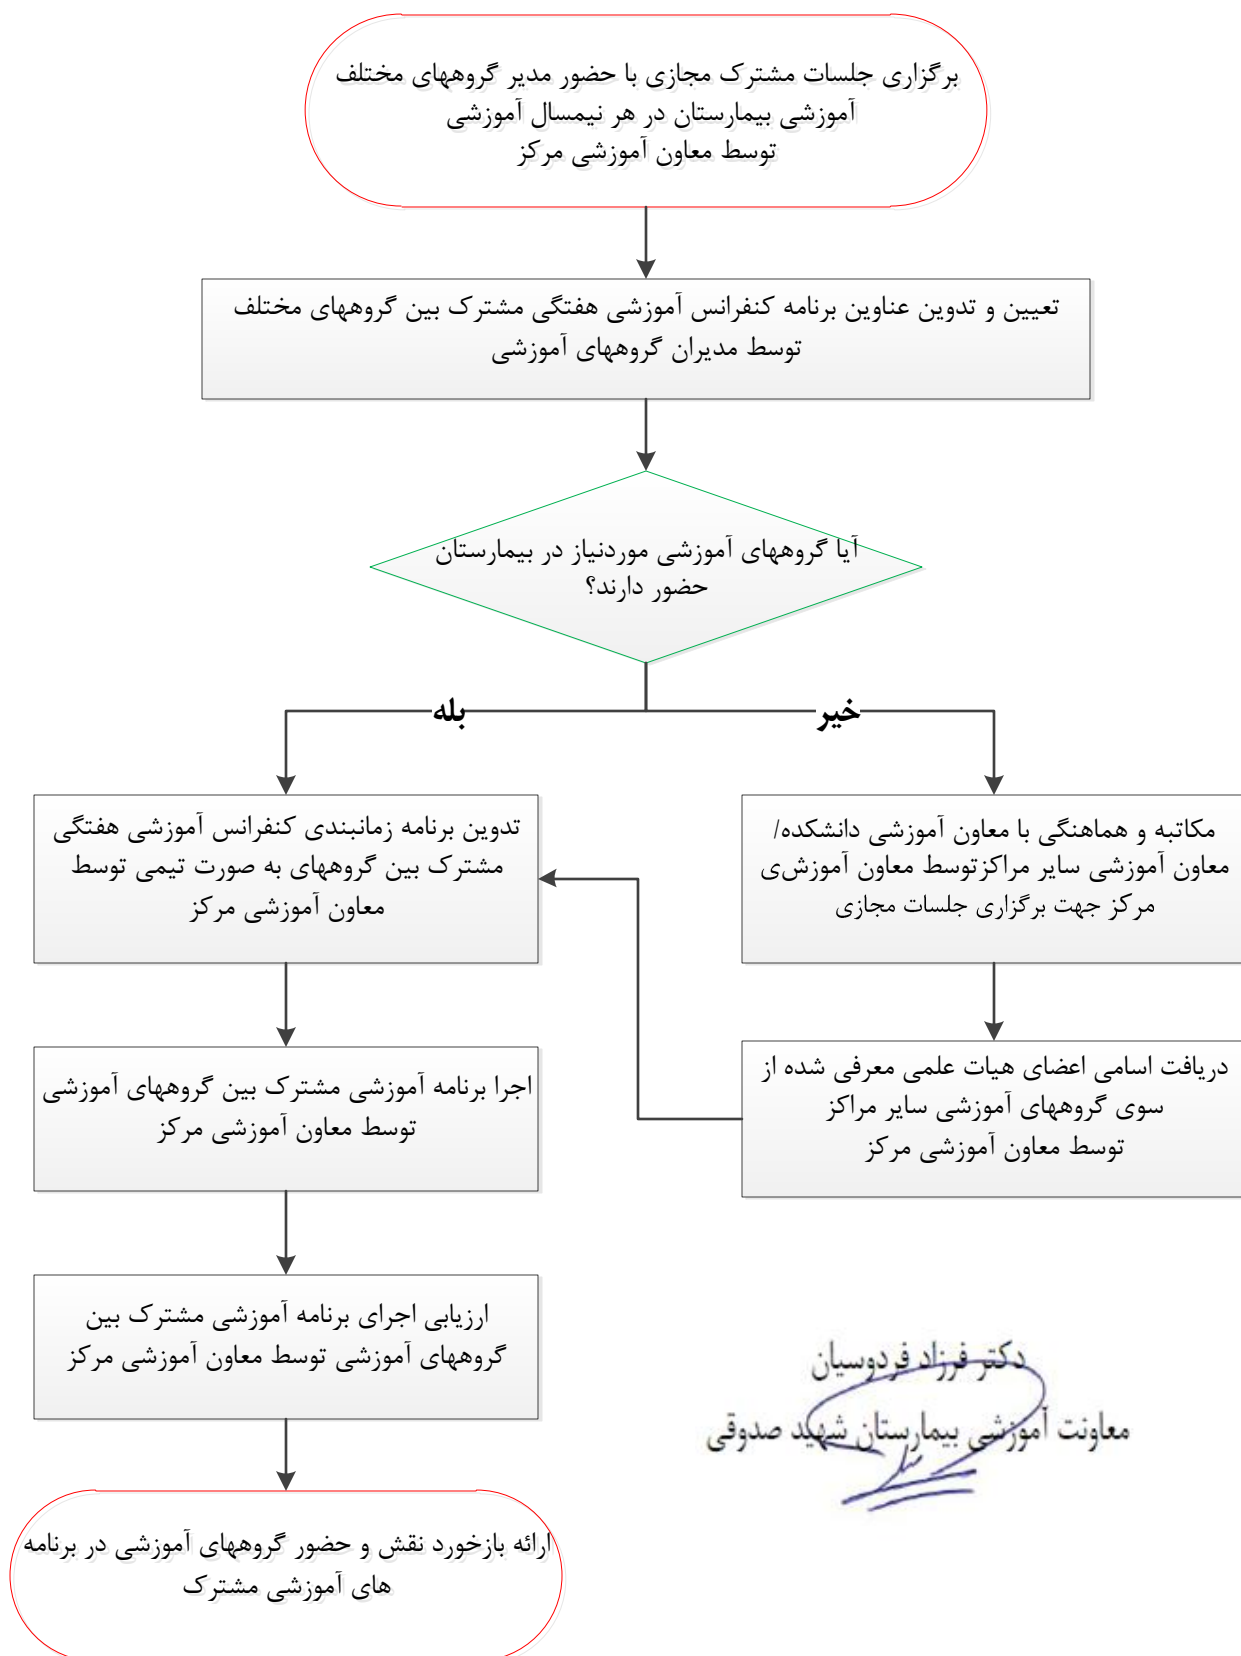 برگزاری جلسات مشترک مجازی با حضور مدیر گروههای مختلف
آموزشی بیمارستان در هر نیمسال آموزشی
توسط معاون آموزشی مرکز
تعیین و تدوین عناوین برنامه کنفرانس آموزشی هفتگی مشترک بین گروههای مختلف
توسط مدیران گروههای آموزشی
آیا گروههای آموزشی موردنیاز در بیمارستان
حضور دارند؟
خیر
بله
مکاتبه و هماهنگی با معاون آموزشی دانشکده/
معاون آموزشی سایر مراکزتوسط معاون آموزشی
مرکز جهت برگزاری جلسات مجازی
دریافت اسامی اعضای هیات علمی معرفی شده از
سوی گروههای آموزشی سایر مراکز
توسط معاون آموزشی مرکز
تدوین برنامه زمانبندی کنفرانس آموزشی هفتگی
مشترک بین گروههای به صورت تیمی توسط
معاون آموزشی مرکز
اجرا برنامه آموزشی مشترک بین گروههای آموزشی
توسط معاون آموزشی مرکز
ارزیابی اجرای برنامه آموزشی مشترک بین
گروههای آموزشی توسط معاون آموزشی مرکز
ارائه بازخورد نقش و حضور گروههای آموزشی در برنامه
های آموزشی مشترک
دکتر فرزاد فردوسیان
معاونت آموزشی بیمارستان شهید صدوقی